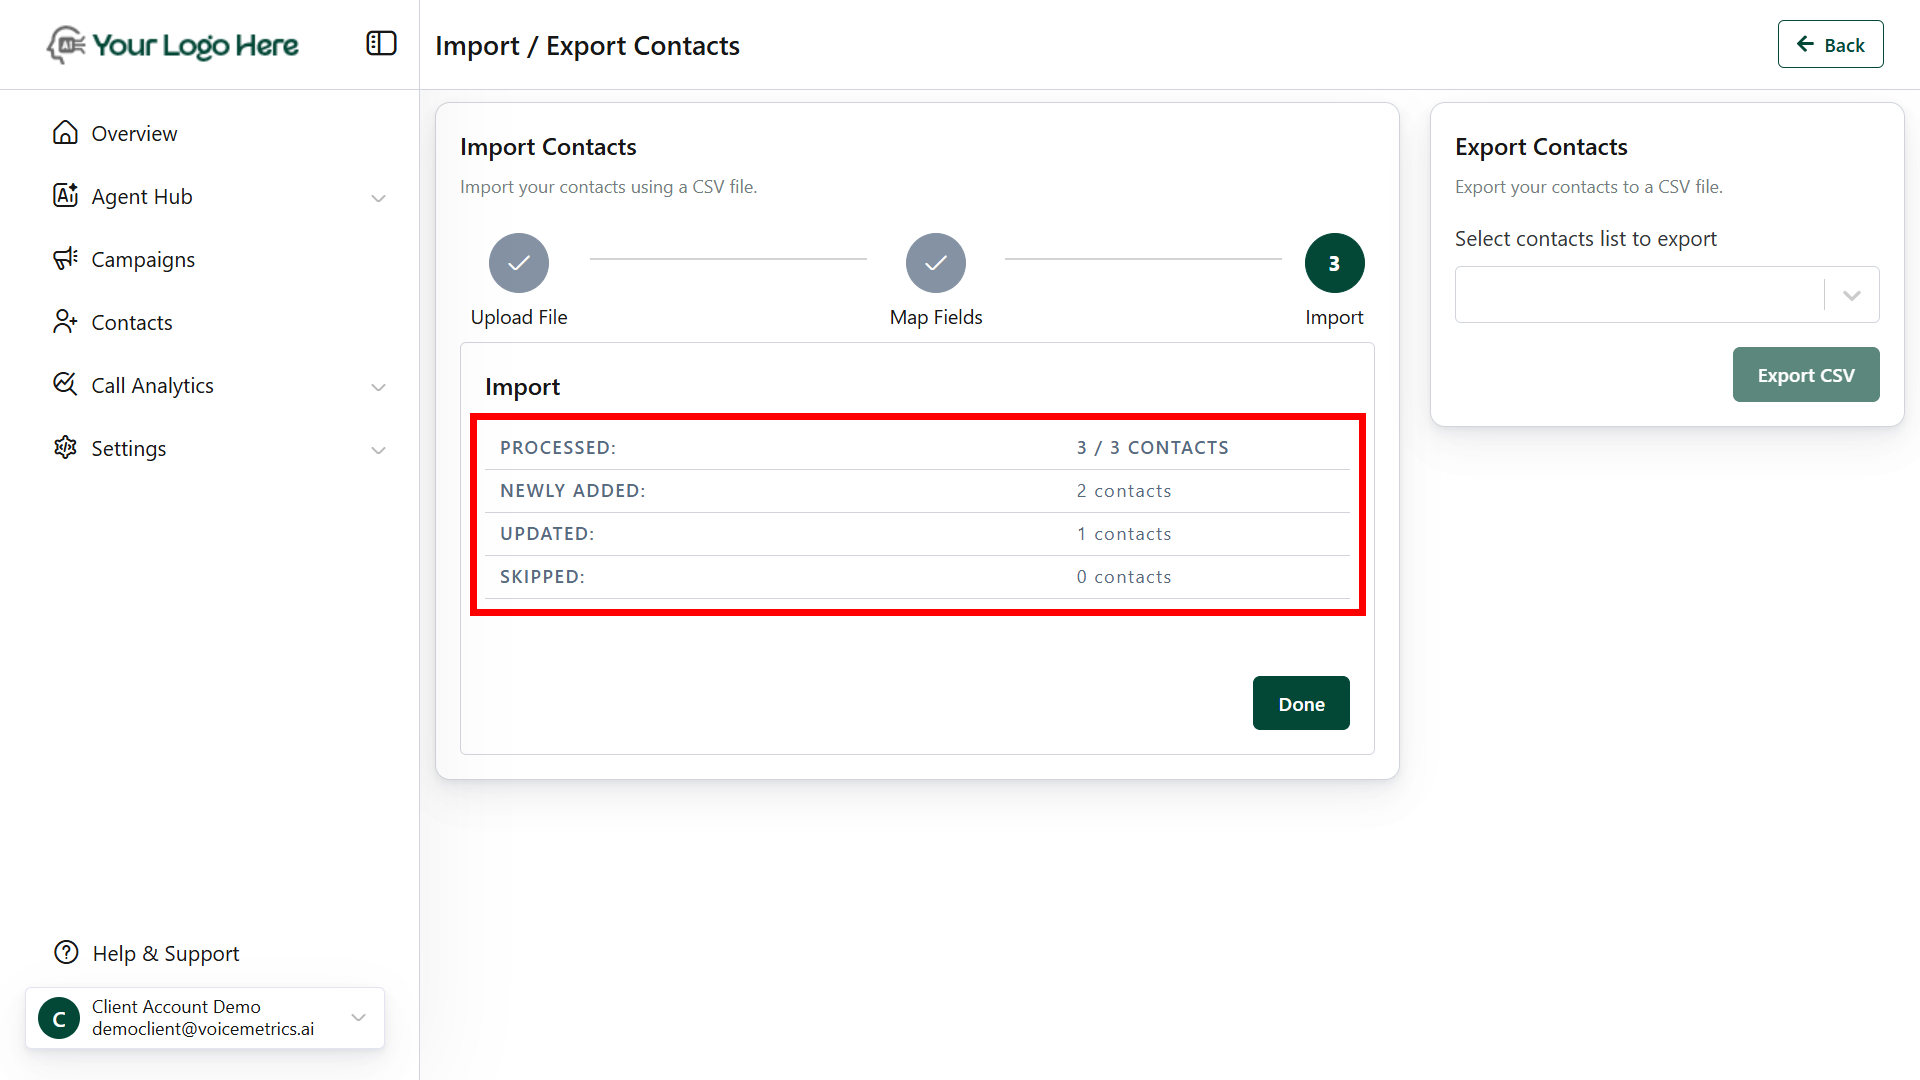 Your Logo Here
Import / Export Contacts
Back
Overview
Agent Hub
Campaigns
Contacts
Call Analytics
Settings
Help & Support
C
Client Account Demo
democlient@voicemetrics.ai
Import Contacts
Import your contacts using a CSV file.
3
Upload File
Map Fields
Import
Import
PROCESSED: 3 / 3 CONTACTS
NEWLY ADDED: 2 contacts
UPDATED: 1 contacts
SKIPPED: 0 contacts
Done
Export Contacts
Export your contacts to a CSV file.
Select contacts list to export
Export CSV